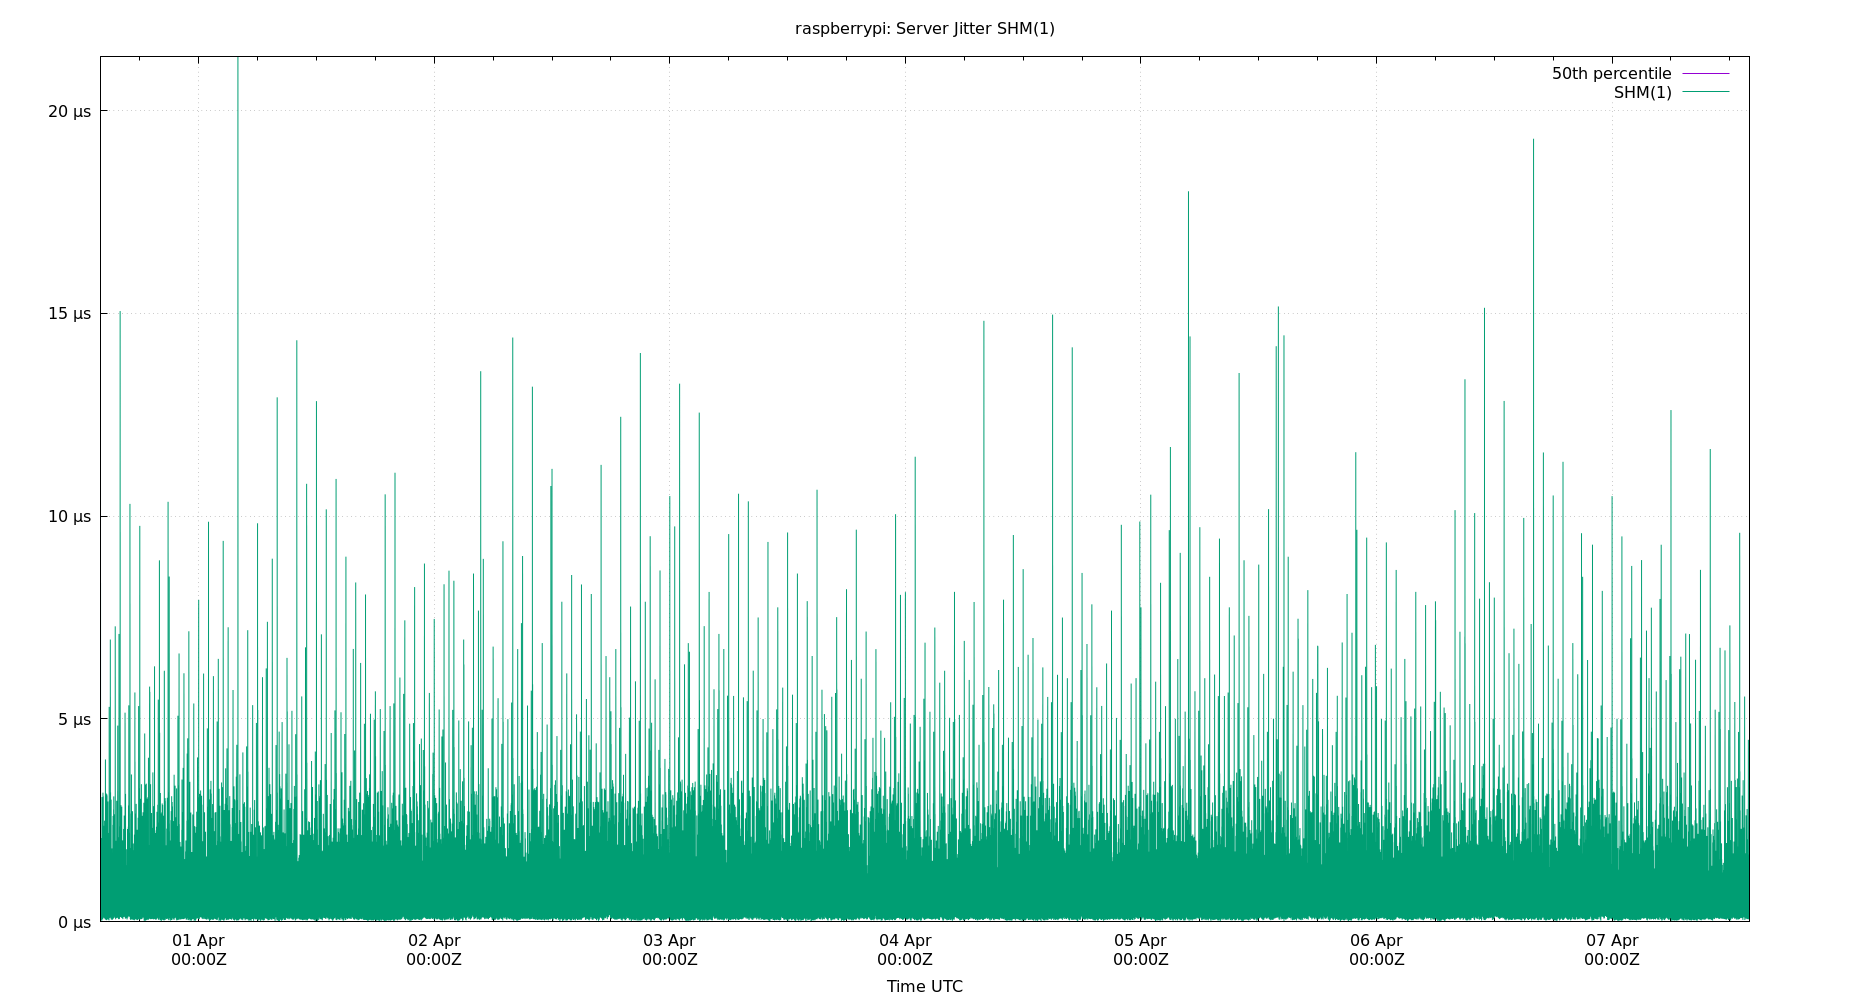 raspberrypi: Server Jitter SHM(1)
50th percentile
SHM(1)
20 µs
15 µs
10 µs
5 µs
0 µs
01 Apr 02 Apr 03 Apr 04 Apr 05 Apr 06 Apr 07 Apr
00:00Z 00:00Z 00:00Z 00:00Z 00:00Z 00:00Z 00:00Z
Time UTC